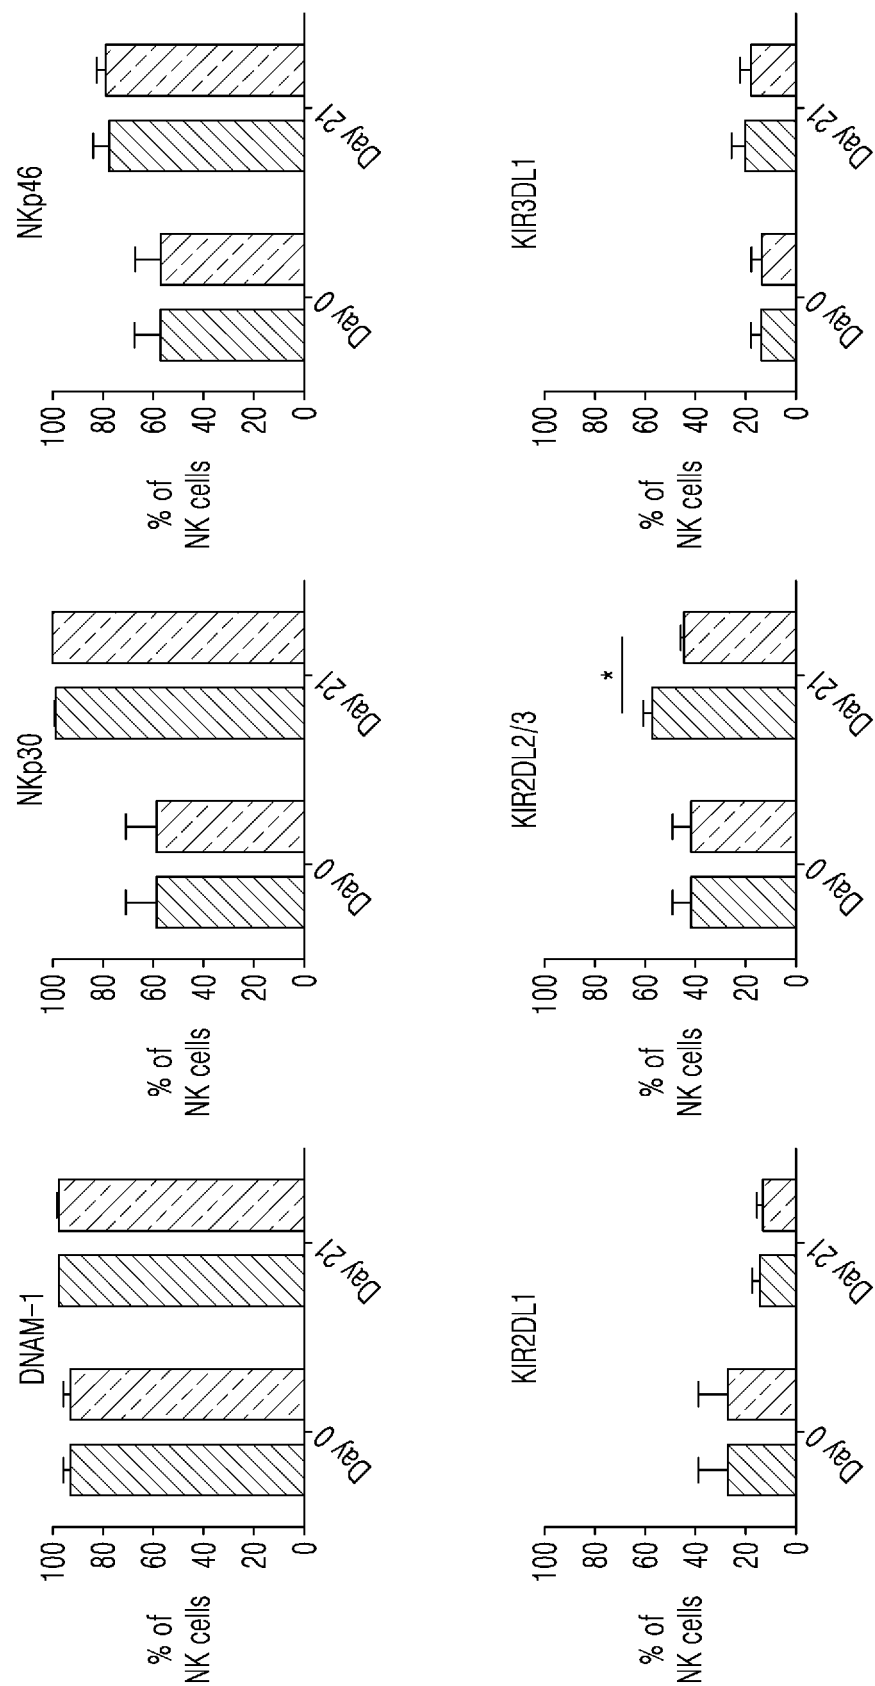 DNAM-1
% of
NK cells
100
80
60
40
20
0
Day 0
Day 21
NKp30
% of
NK cells
100
80
60
40
20
0
Day 0
Day 21
NKp46
% of
NK cells
100
80
60
40
20
0
Day 0
Day 21
KIR2DL1
% of
NK cells
100
80
60
40
20
0
Day 0
Day 21
KIR2DL2/3
% of
NK cells
100
80
60
40
20
0
*
Day 0
Day 21
KIR3DL1
% of
NK cells
100
80
60
40
20
0
Day 0
Day 21